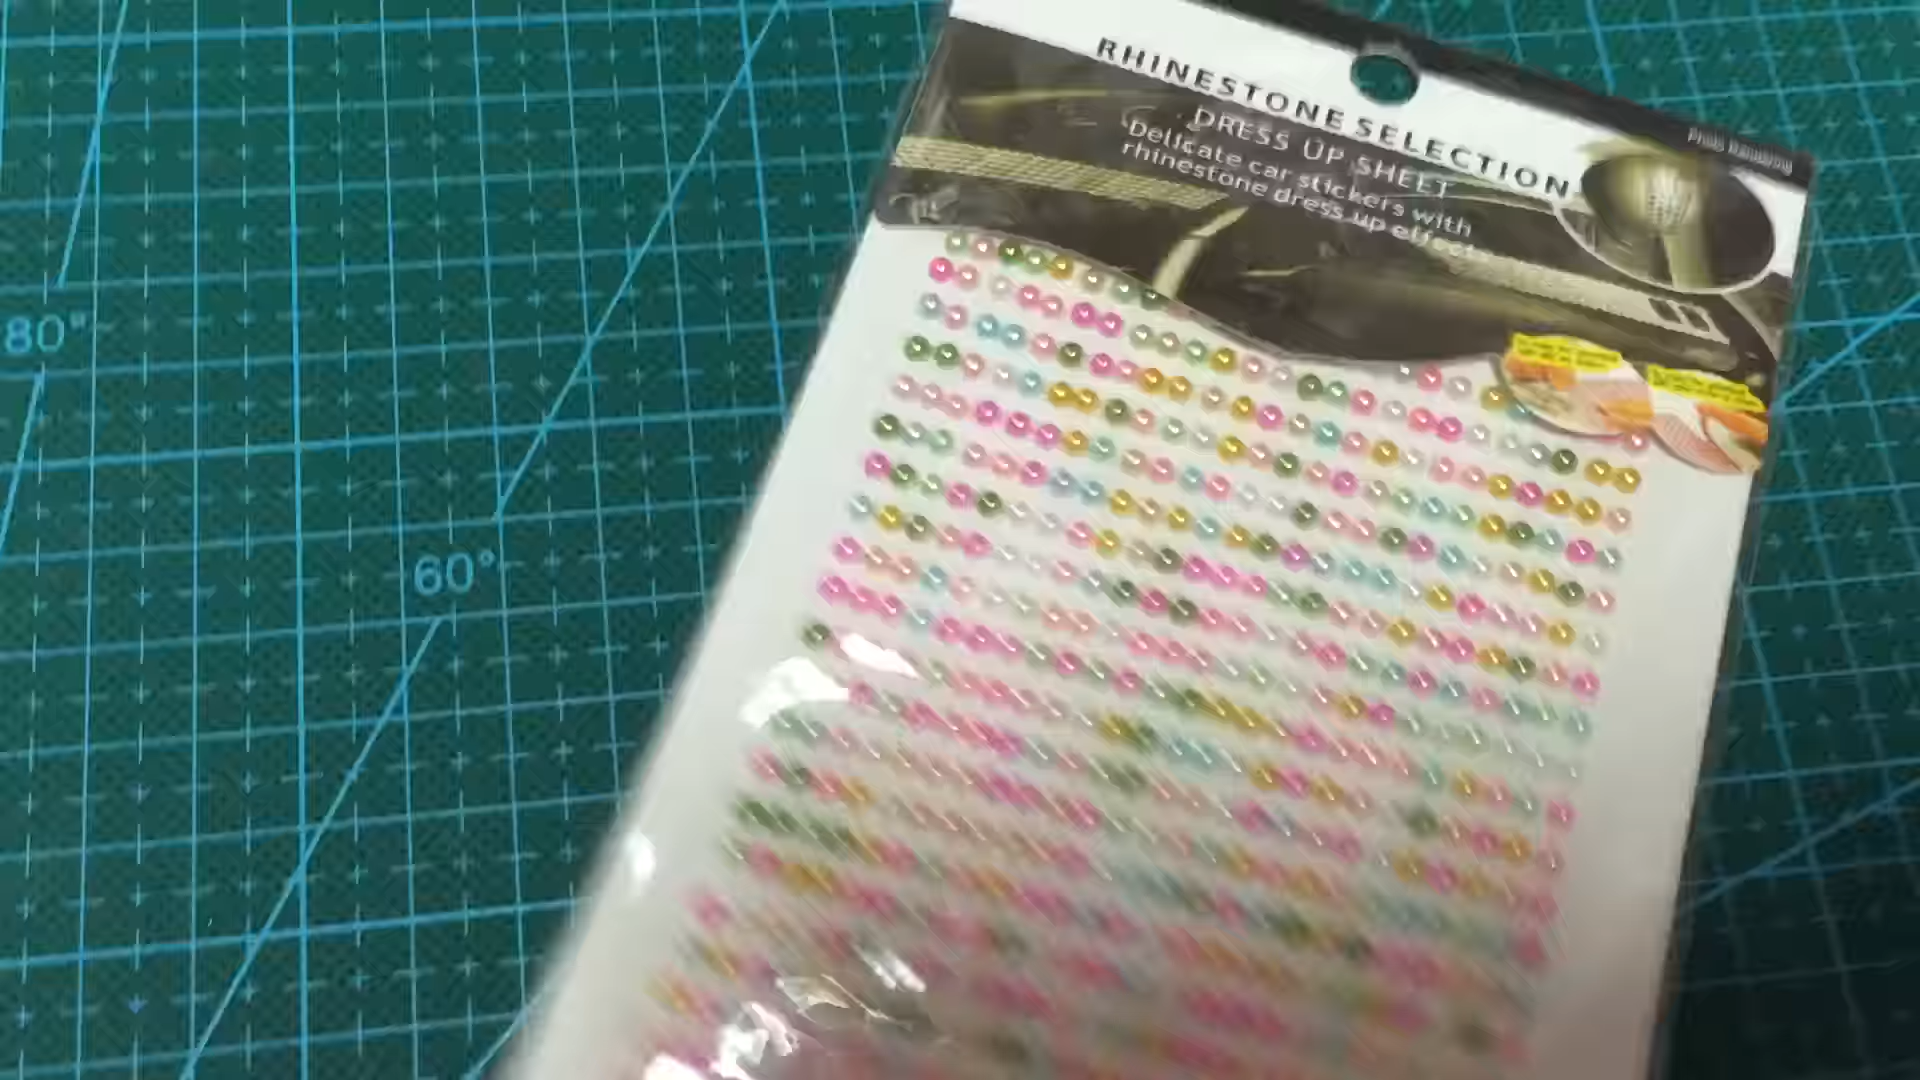 RHINESTONE SELECTION
DRESS UP SHEET
Delicate car stickers with
rhinestone dress up effect
80°
60°